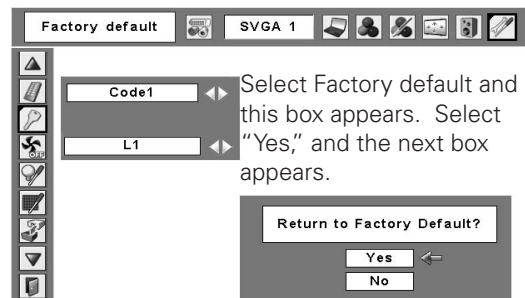 Factory default
SVGA 1
Code1
L1
OFF
Select Factory default and
this box appears.  Select
“Yes,” and the next box
appears.
Return to Factory Default?
Yes
No